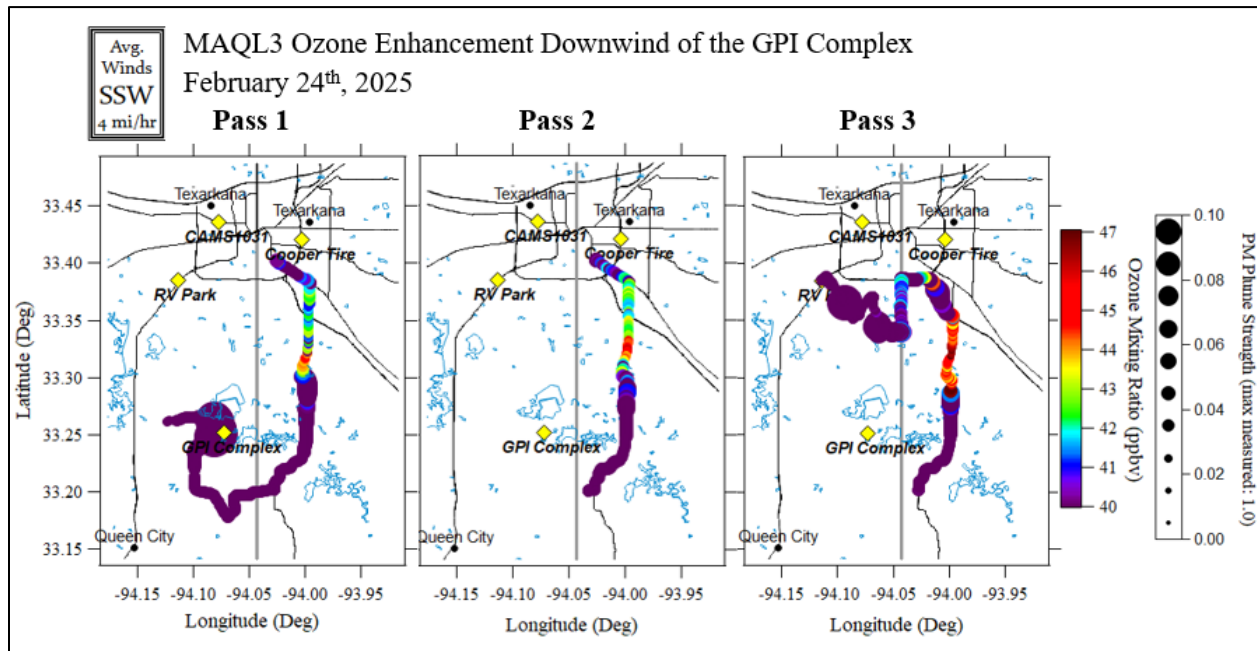 Avg.
Winds
SSW
4 mi/hr
MAQL3 Ozone Enhancement Downwind of the GPI Complex
February 24th, 2025
Pass 1
Pass 2
Pass 3
Latitude (Deg)
33.45
33.40
33.35
33.30
33.25
33.20
33.15
Texarkana
Texarkana
CAMS1031
Cooper Tire
RV Park
GPI Complex
Queen City
-94.15
-94.10
-94.05
-94.00
-93.95
Longitude (Deg)
Texarkana
Texarkana
CAMS1031
Cooper Tire
RV Park
GPI Complex
Queen City
-94.15
-94.10
-94.05
-94.00
-93.95
Longitude (Deg)
Texarkana
Texarkana
CAMS1031
Cooper Tire
RV
GPI Complex
Queen City
-94.15
-94.10
-94.05
-94.00
-93.95
Longitude (Deg)
47
46
45
44
43
42
41
40
Ozone Mixing Ratio (ppbv)
0.10
0.08
0.06
0.04
0.02
0.00
PM Plume Strength (max measured: 1.0)